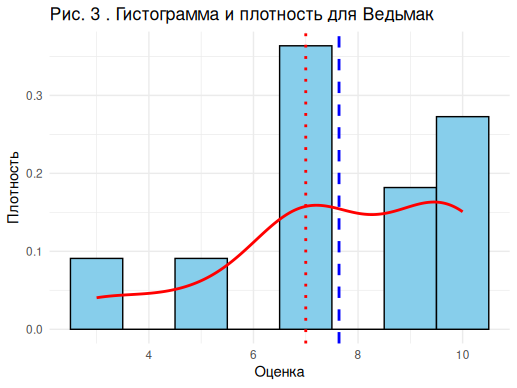 Рис. 3 . Гистограмма и плотность для Ведьмак
Плотность
0.3
0.2
0.1
0.0
4 6 8 10
Оценка